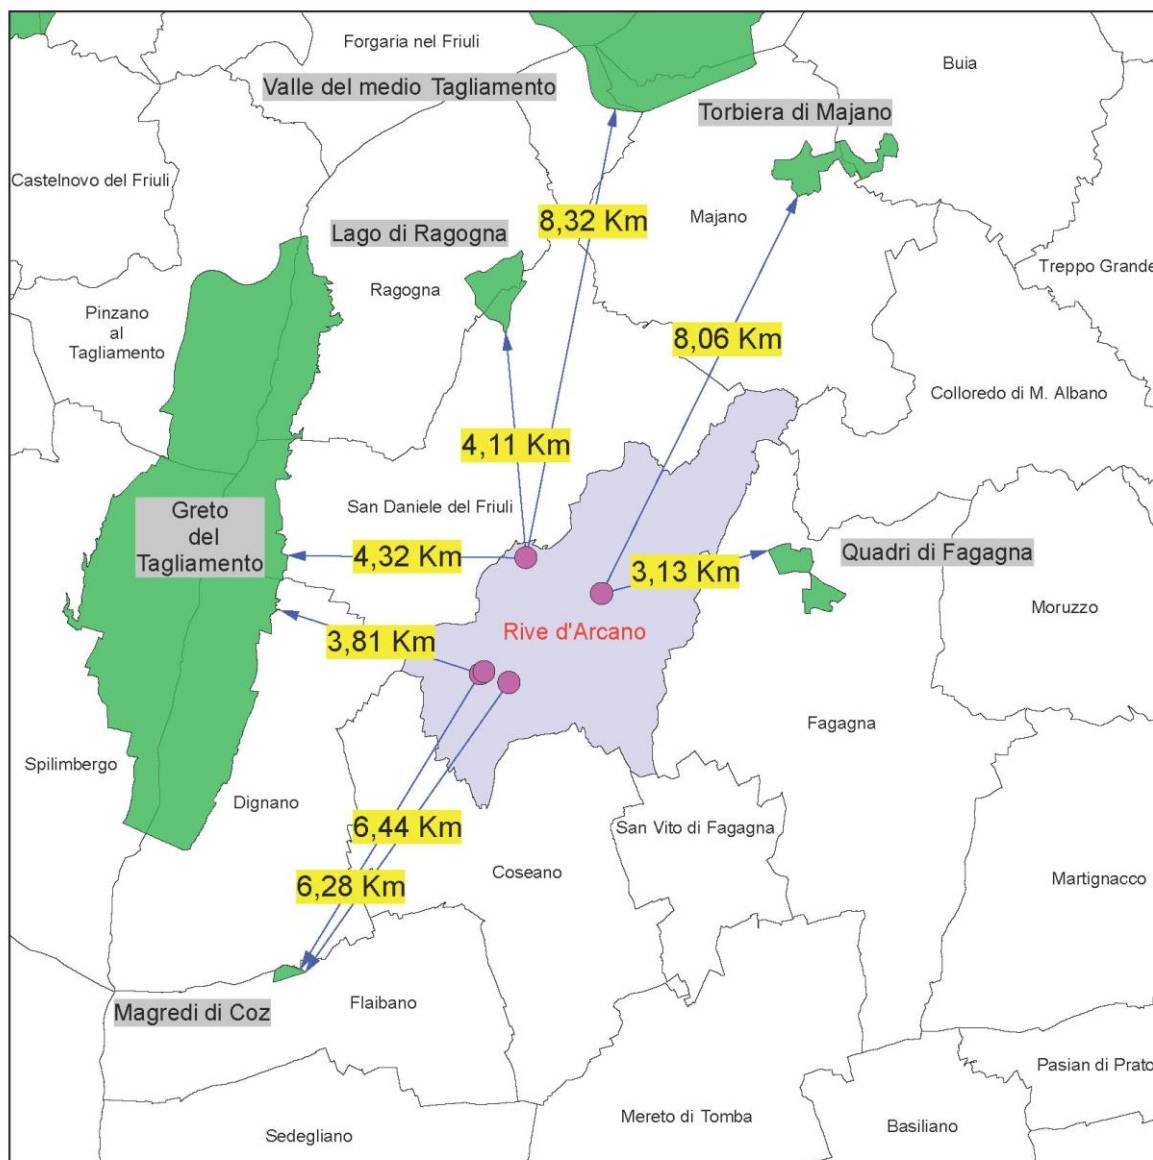 Forgaria nel Friuli
Buia
Valle del medio Tagliamento
Torbiera di Majano
Castelnovo del Friuli
8,32 Km
Majano
Lago di Ragogna
Treppo Grande
Ragogna
Pinzano
al
Tagliamento
8,06 Km
Colloredo di M. Albano
4,11 Km
San Daniele del Friuli
Greto
del
Tagliamento
4,32 Km
Quadri di Fagagna
3,13 Km
Moruzzo
Rive d'Arcano
3,81 Km
Fagagna
Spilimbergo
Dignano
6,44 Km
San Vito di Fagagna
Coseano
6,28 Km
Martignacco
Flaibano
Magredi di Coz
Pasian di Prato
Mereto di Tomba
Basiliano
Sedegliano